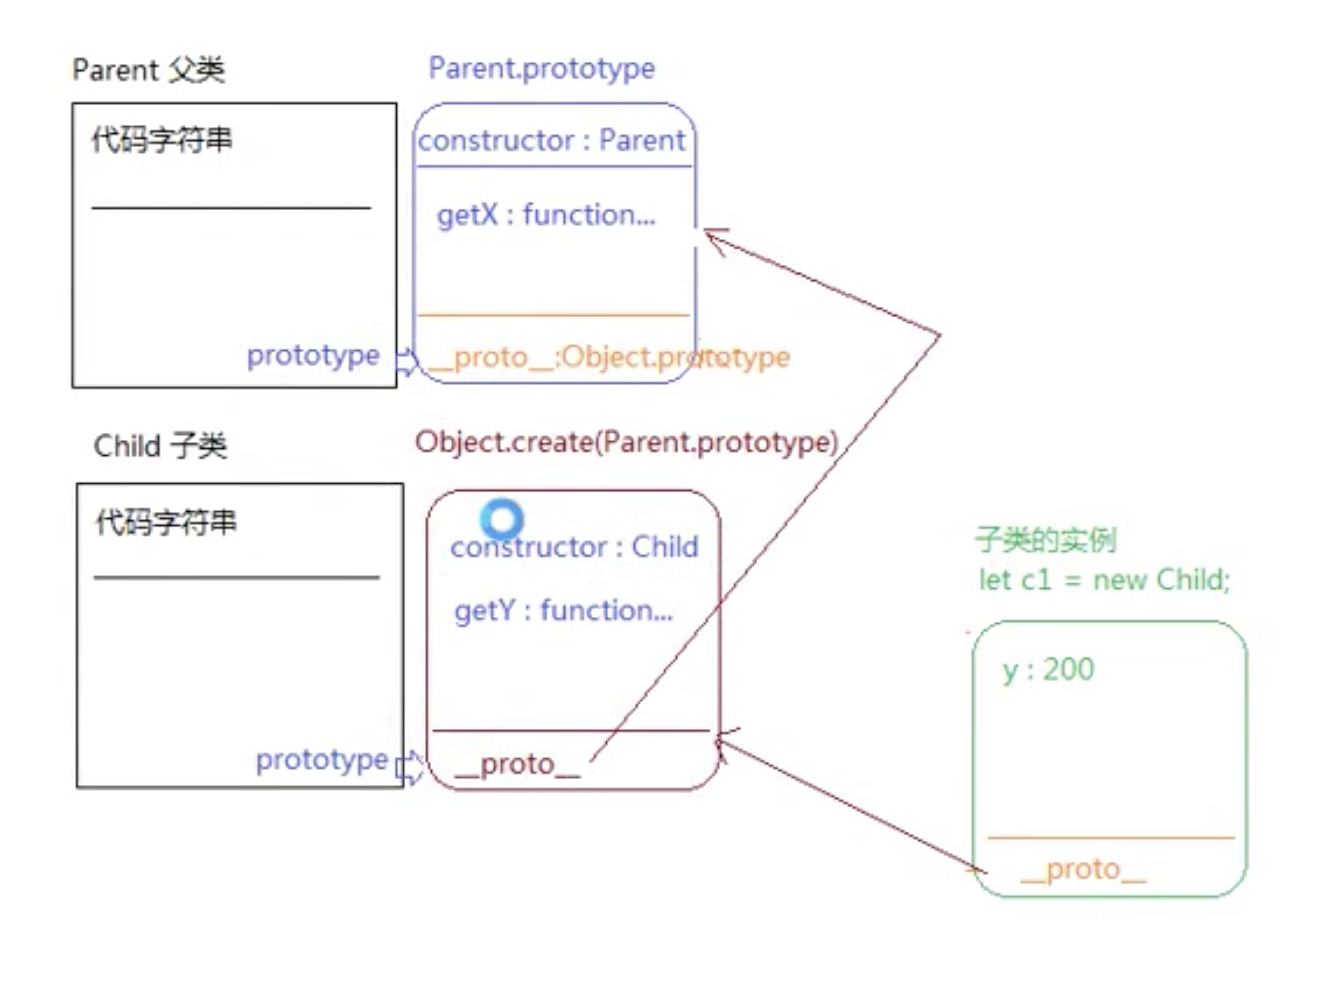 Parent 父类
Parent.prototype
代码字符串
constructor : Parent
getX : function...
prototype
__proto__:Object.prototype
Child 子类
Object.create(Parent.prototype)
代码字符串
constructor : Child
getY : function...
prototype
__proto__
子类的实例
let c1 = new Child;
y : 200
__proto__